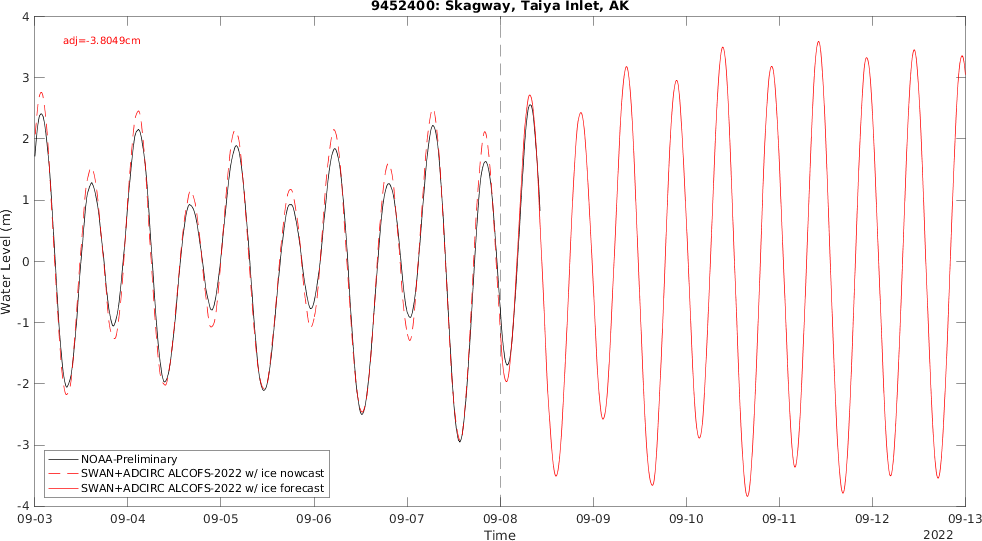 9452400: Skagway, Taiya Inlet, AK
adj=-3.8049cm
4
3
2
1
0
-1
-2
-3
-4
Water Level (m)
NOAA-Preliminary
SWAN+ADCIRC ALCOFS-2022 w/ ice nowcast
SWAN+ADCIRC ALCOFS-2022 w/ ice forecast
09-03 09-04 09-05 09-06 09-07 09-08 09-09 09-10 09-11 09-12 09-13
Time
2022